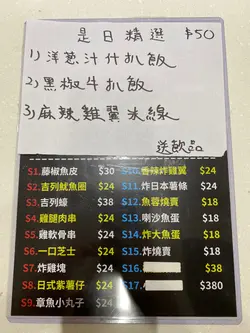 是日精選 $50
1) 洋葱汁什扒飯
2) 黑椒牛扒飯
3) 麻辣雞翼米線
送飲品
S1.藤椒魚皮 $30
S2.吉列魷魚圈 $24
S3.吉列蠔 $38
S4.雞腿肉串 $24
S5.雞軟骨串 $24
S6.一口芝士 $24
S7.炸雞塊 $24
S8.日式紫薯仔 $24
S9.章魚小丸子 $24
S10.香辣炸雞翼 $24
S11.炸日本薯條 $24
S12.魚蓉燒賣 $18
S13.喇沙魚蛋 $18
S14.炸大魚蛋 $18
S15.炸燒賣 $18
S16. $38
S17. $380